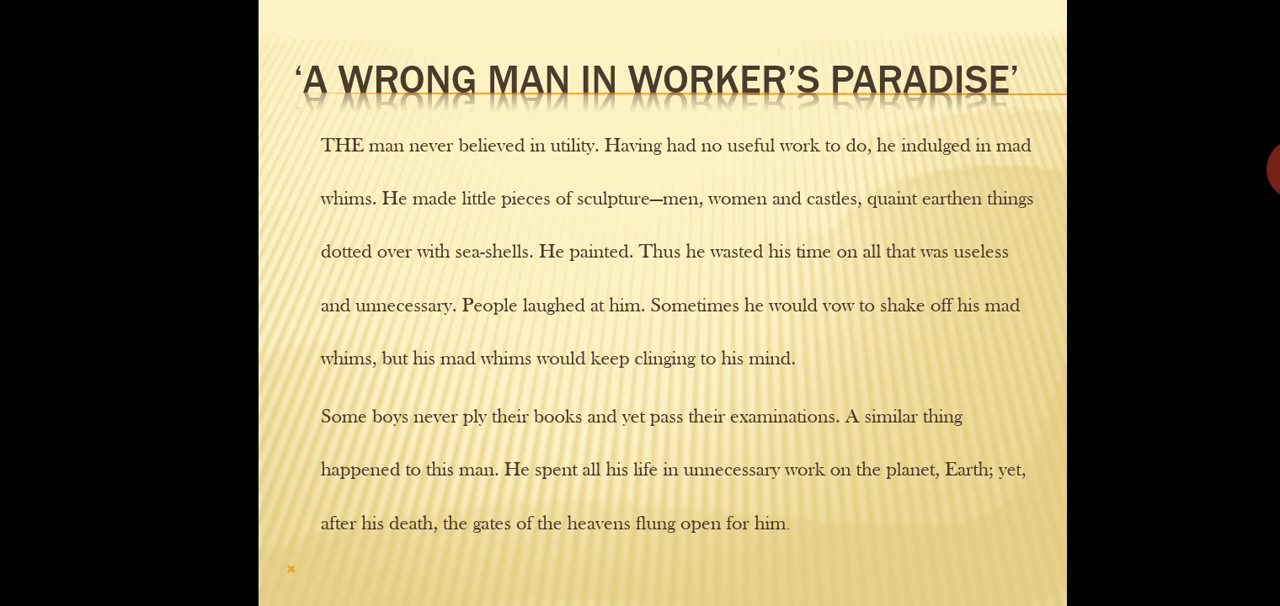 ‘A WRONG MAN IN WORKER’S PARADISE’
THE man never believed in utility. Having had no useful work to do, he indulged in mad
whims. He made little pieces of sculpture—men, women and castles, quaint earthen things
dotted over with sea-shells. He painted. Thus he wasted his time on all that was useless
and unnecessary. People laughed at him. Sometimes he would vow to shake off his mad
whims, but his mad whims would keep clinging to his mind.
Some boys never ply their books and yet pass their examinations. A similar thing
happened to this man. He spent all his life in unnecessary work on the planet, Earth; yet,
after his death, the gates of the heavens flung open for him.